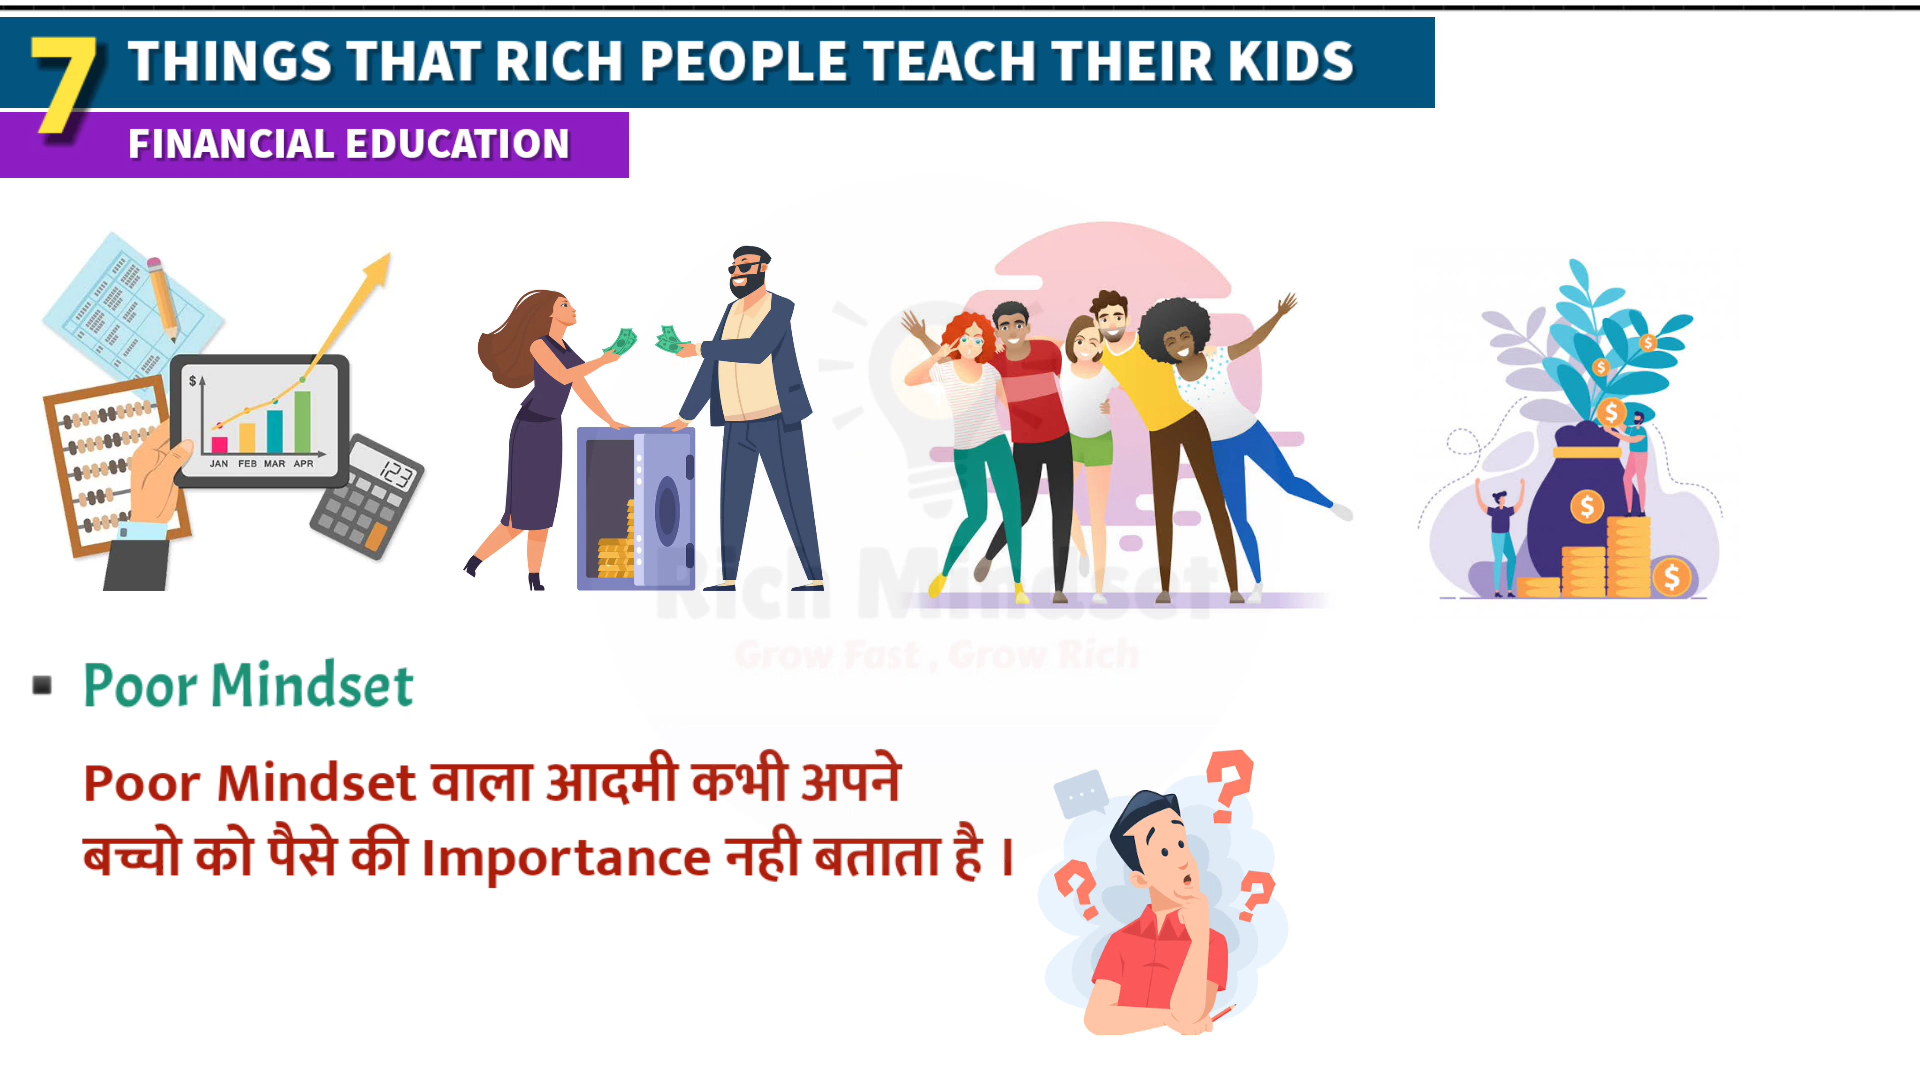 7 THINGS THAT RICH PEOPLE TEACH THEIR KIDS
FINANCIAL EDUCATION
$
JAN FEB MAR APR
123
$
$
$
$
$
Rich Mindset
Grow Fast , Grow Rich
Poor Mindset
Poor Mindset वाला आदमी कभी अपने
बच्चो को पैसे की Importance नही बताता है ।